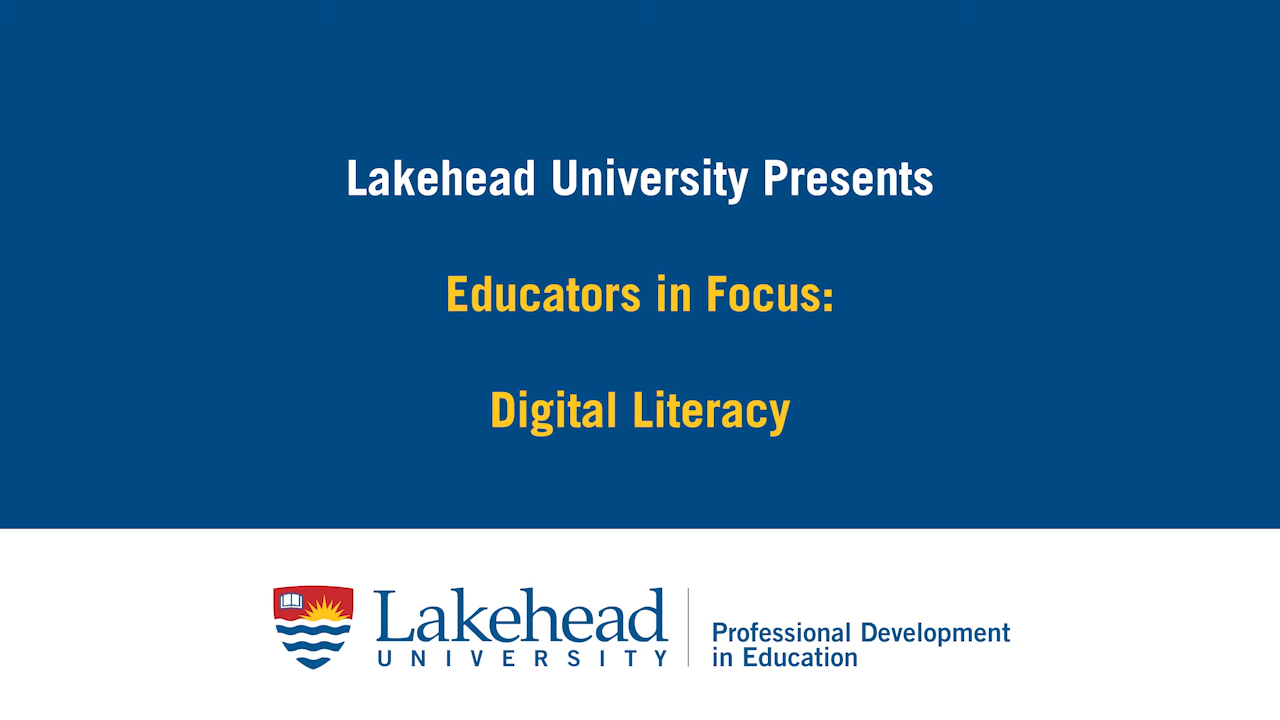 Lakehead University Presents
Educators in Focus:
Digital Literacy
Lakehead
UNIVERSITY
Professional Development
in Education